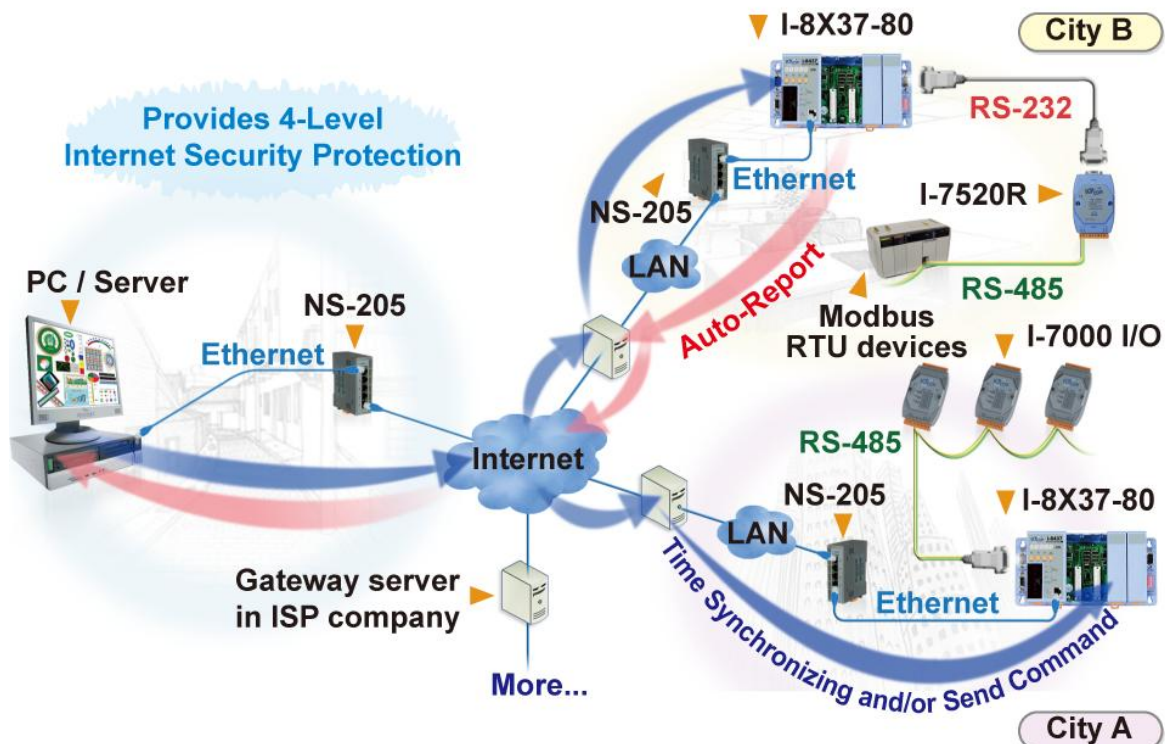 I-8X37-80
City B
Provides 4-Level
Internet Security Protection
RS-232
Ethernet
NS-205
I-7520R
LAN
PC / Server
NS-205
Auto-Report
RS-485
Modbus
RTU devices
I-7000 I/O
Ethernet
RS-485
Internet
NS-205
I-8X37-80
LAN
Gateway server
in ISP company
Ethernet
Time Synchronizing and/or Send Command
More...
City A